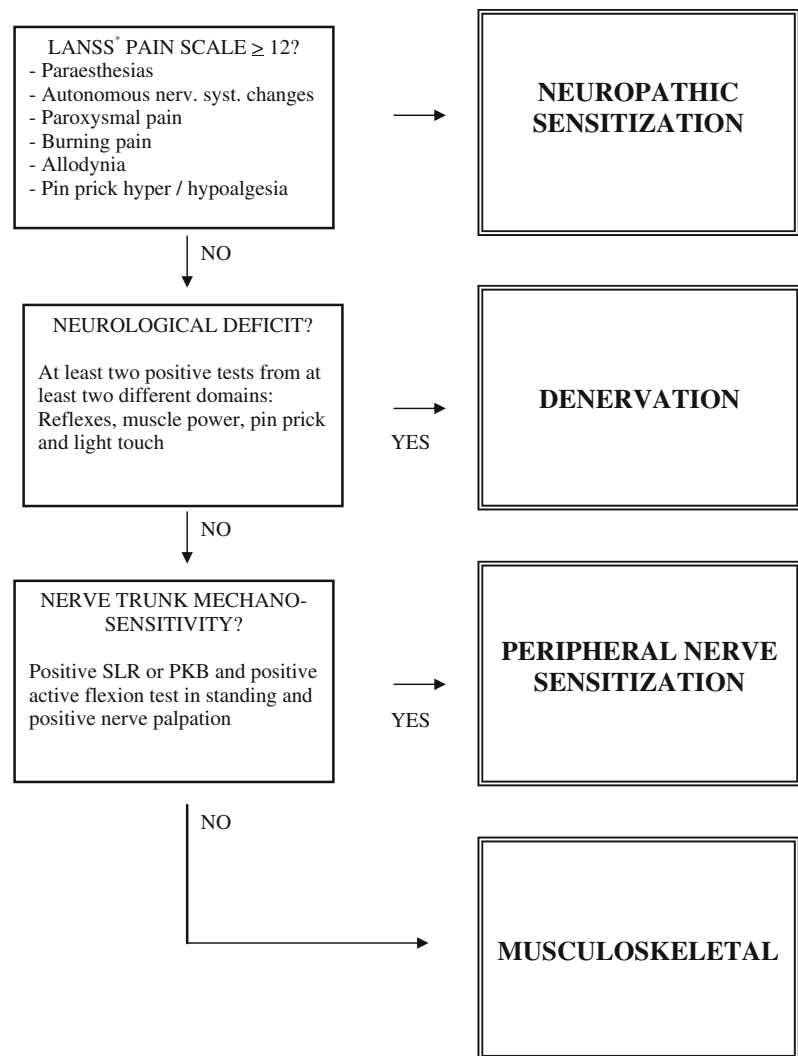 LANSS* PAIN SCALE ≥ 12?
- Paraesthesias
- Autonomous nerv. syst. changes
- Paroxysmal pain
- Burning pain
- Allodynia
- Pin prick hyper / hypoalgesia
NEUROPATHIC
SENSITIZATION
NO
NEUROLOGICAL DEFICIT?
At least two positive tests from at
least two different domains:
Reflexes, muscle power, pin prick
and light touch
YES
DENERVATION
NO
NERVE TRUNK MECHANO-
SENSITIVITY?
Positive SLR or PKB and positive
active flexion test in standing and
positive nerve palpation
YES
PERIPHERAL NERVE
SENSITIZATION
NO
MUSCULOSKELETAL